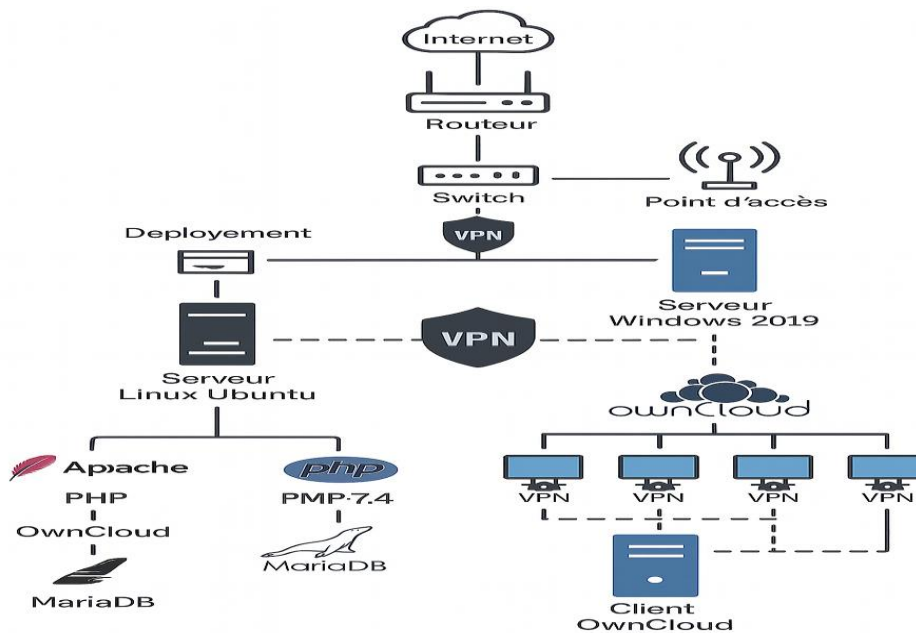 Internet
Routeur
Switch
Point d'accès
VPN
Deployement
Serveur
Windows 2019
VPN
Serveur
Linux Ubuntu
ownCloud
Apxache
php
PHP
PMP-7.4
VPN
VPN
VPN
VPN
OwnCloud
MariaDB
MariaDB
Client
OwnCloud